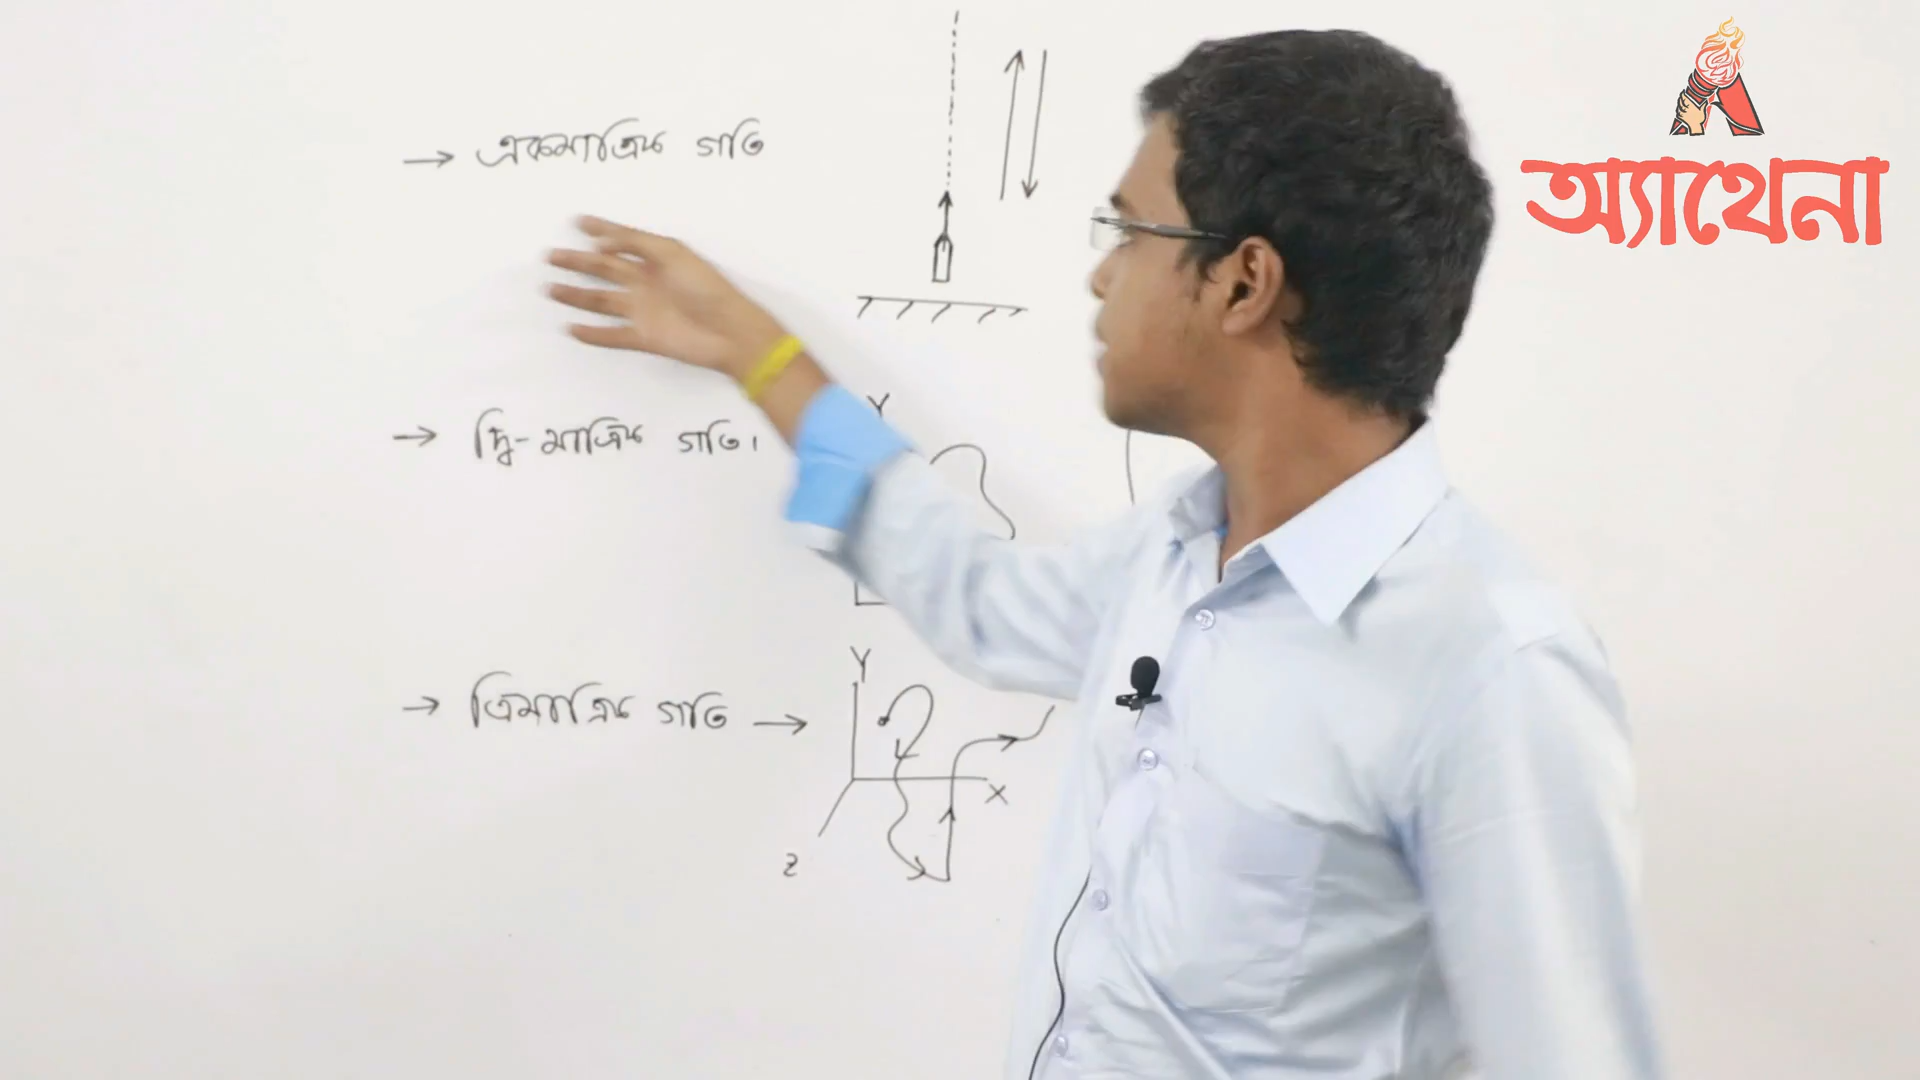 → একমাত্রিক গতি
অ্যাথেনা
Y
→ দ্বি-মাত্রিক গতি।
→ ত্রিমাত্রিক গতি →
Y
X
Z